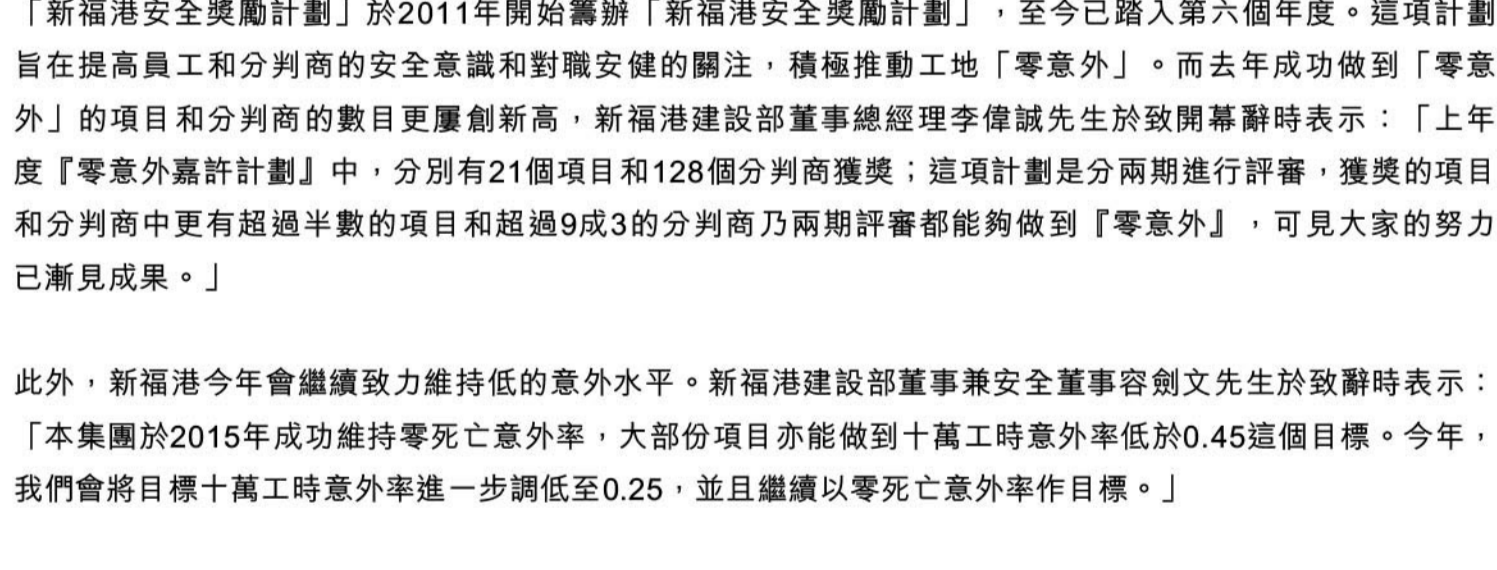 「新福港安全獎勵計劃」於2011年開始籌辦「新福港安全獎勵計劃」，至今已踏入第六個年度。這項計劃
旨在提高員工和分判商的安全意識和對職安健的關注，積極推動工地「零意外」。而去年成功做到「零意
外」的項目和分判商的數目更屢創新高，新福港建設部董事總經理李偉誠先生於致開幕辭時表示：「上年
度『零意外嘉許計劃』中，分別有21個項目和128個分判商獲獎；這項計劃是分兩期進行評審，獲獎的項目
和分判商中更有超過半數的項目和超過9成3的分判商乃兩期評審都能夠做到『零意外』，可見大家的努力
已漸見成果。」
此外，新福港今年會繼續致力維持低的意外水平。新福港建設部董事兼安全董事容劍文先生於致辭時表示：
「本集團於2015年成功維持零死亡意外率，大部份項目亦能做到十萬工時意外率低於0.45這個目標。今年，
我們會將目標十萬工時意外率進一步調低至0.25，並且繼續以零死亡意外率作目標。」